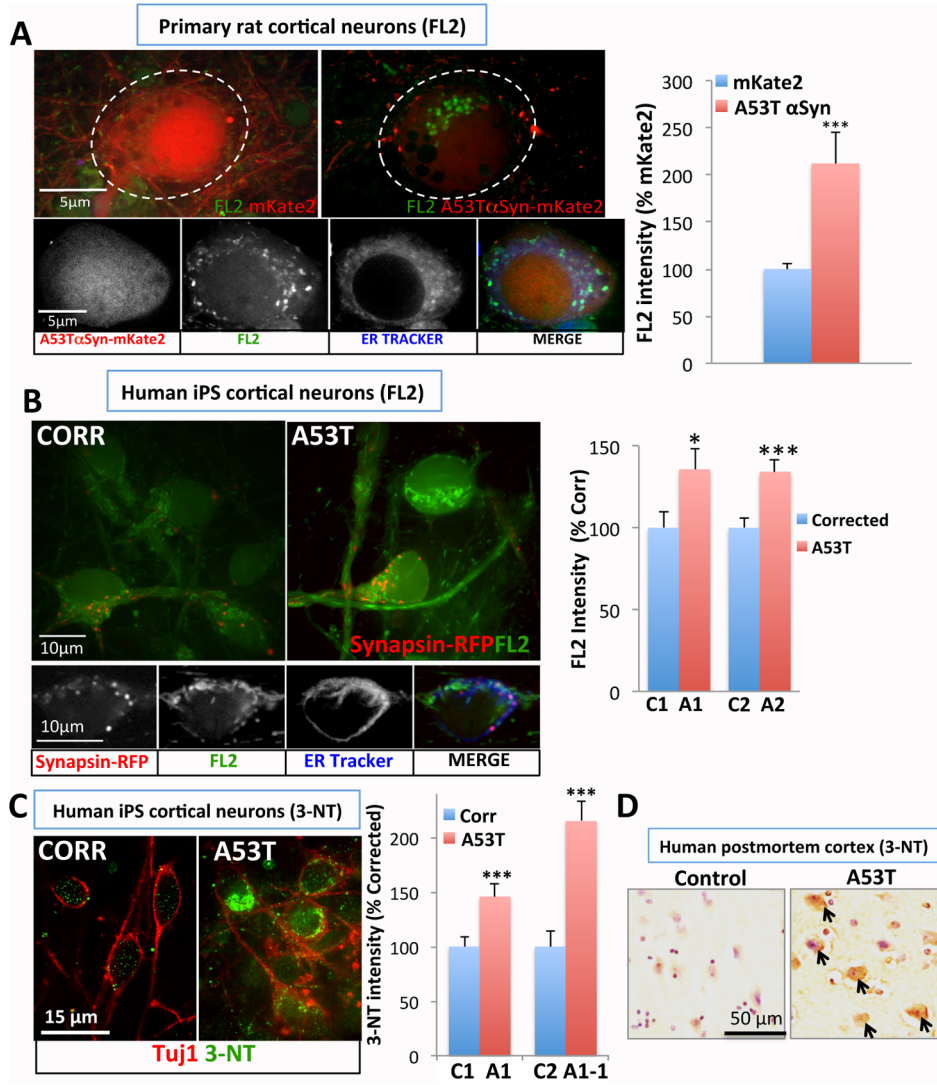 A
Primary rat cortical neurons (FL2)
5µm
FL2 mKate2
FL2 A53TαSyn-mKate2
5µm
A53TαSyn-mKate2
FL2
ER TRACKER
MERGE
FL2 intensity (% mKate2)
300
250
200
150
100
50
0
mKate2
A53T αSyn
***
B
Human iPS cortical neurons (FL2)
CORR
A53T
10µm
Synapsin-RFP FL2
10µm
Synapsin-RFP
FL2
ER Tracker
MERGE
FL2 Intensity (% Corr)
150
100
50
0
*
***
C1 A1 C2 A2
Corrected
A53T
C
Human iPS cortical neurons (3-NT)
CORR
A53T
15 µm
Tuj1 3-NT
3-NT intensity (% Corrected)
200
150
100
50
0
Corr
A53T
***
***
C1 A1 C2 A1-1
D
Human postmortem cortex (3-NT)
Control
A53T
50 µm